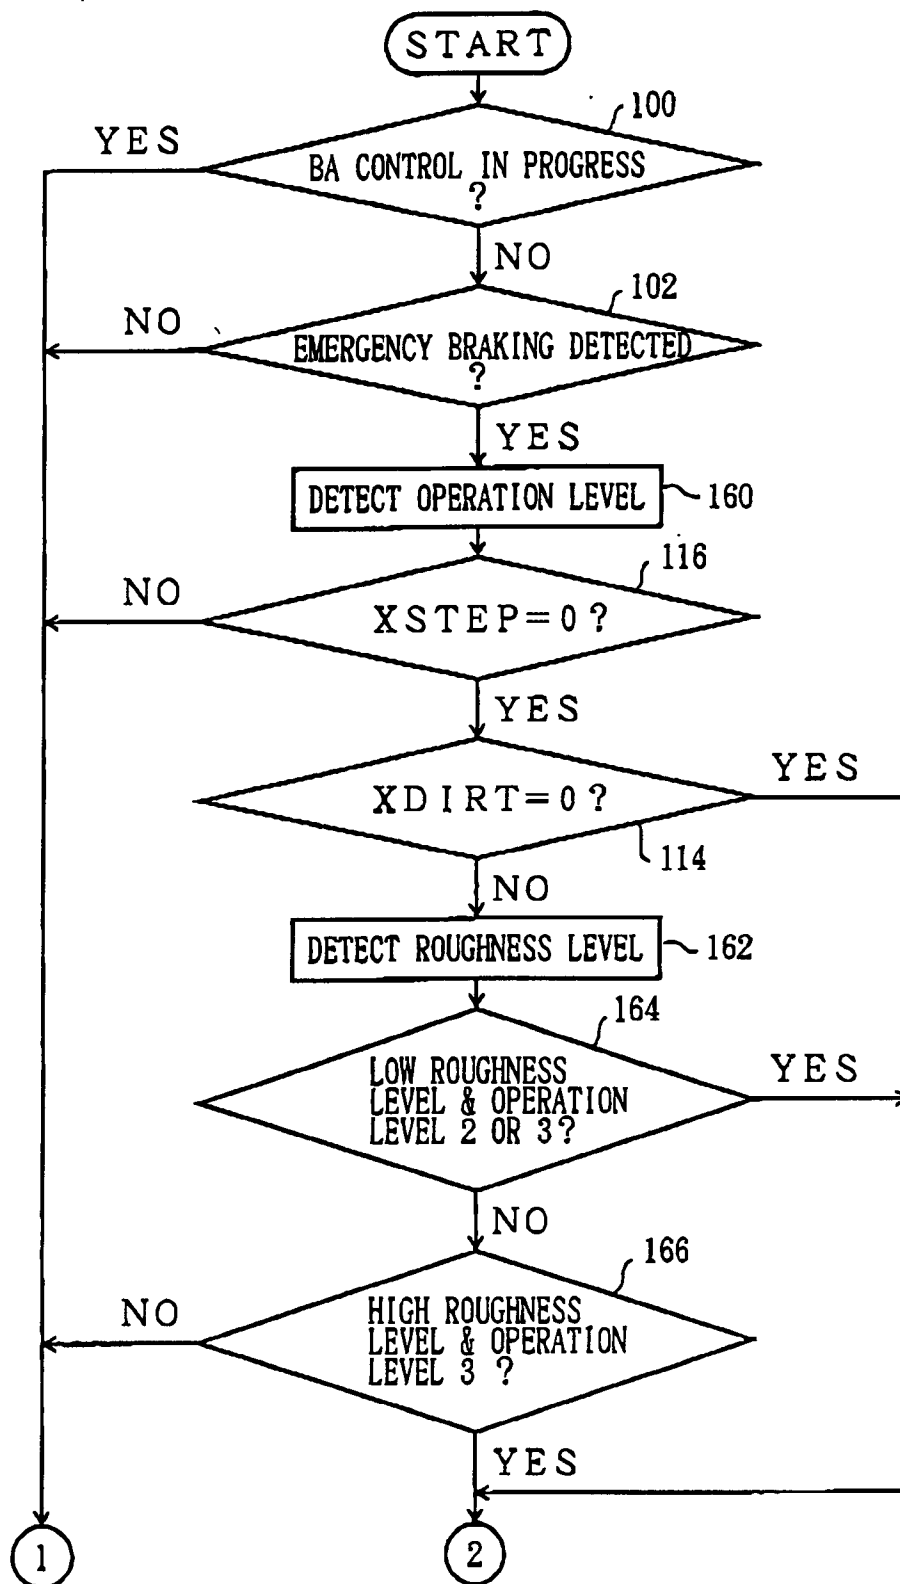 START
100
YES
BA CONTROL IN PROGRESS
?
NO
102
NO
EMERGENCY BRAKING DETECTED
?
YES
DETECT OPERATION LEVEL
160
116
NO
XSTEP=0?
YES
YES
XDIRT=0?
114
NO
DETECT ROUGHNESS LEVEL
162
164
LOW ROUGHNESS
LEVEL & OPERATION
LEVEL 2 OR 3?
YES
NO
166
NO
HIGH ROUGHNESS
LEVEL & OPERATION
LEVEL 3 ?
YES
1
2